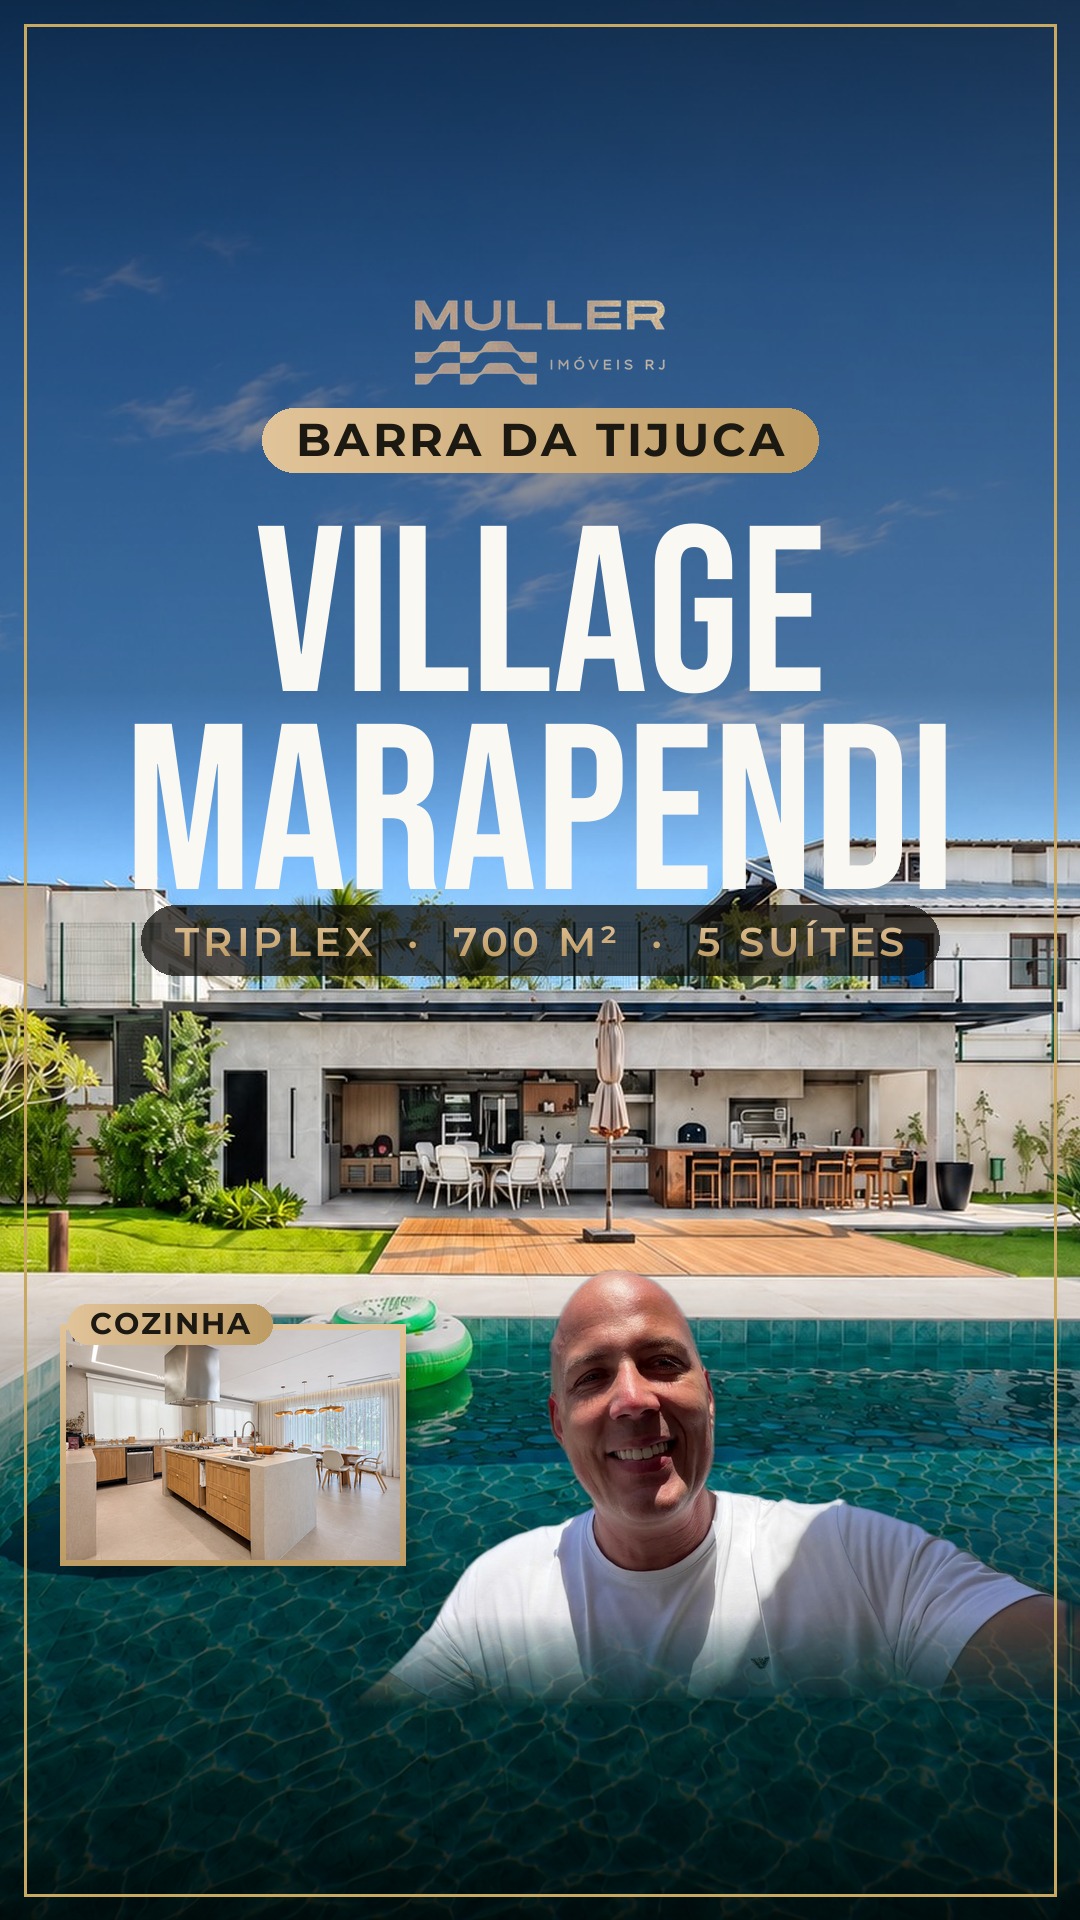 MULLER
IMÓVEIS RJ
BARRA DA TIJUCA
VILLAGE
MARAPENDI
TRIPLEX · 700 M² · 5 SUÍTES
COZINHA